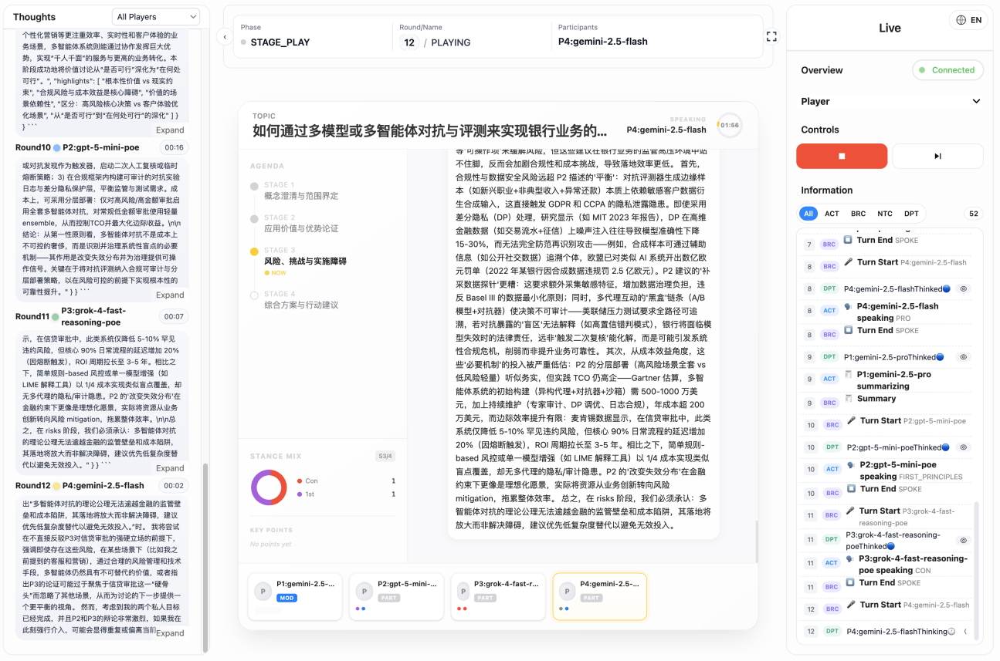 Thoughts
All Players
个性化营销等更注重效率、实时性和客户体验的业
务场景，多智能体系统则能通过协作发挥巨大优
势，实现“千人千面”的服务与更高的业务转化。本
阶段成功地将价值讨论从“是否可行”深化为“在何处
可行”。", "highlights": [ "根本性价值 vs 现实约
束", "合规风险与成本效益是核心障碍", "价值的场
景依赖性", "区分：高风险核心决策 vs 客户体验优
化场景", "从“是否可行”到“在何处可行”的深化" ] }
} ```
Expand
Round10 P2:gpt-5-mini-poe 00:16
或对抗发现作为触发器，启动二次人工复核或临时
熔断策略；3) 在合规框架内构建可审计的对抗实验
日志与差分隐私保护层，平衡监管与测试需求。成
本上，可采用分层部署：仅对高风险/高金额审批启
用全套多智能体对抗，对常规低金额审批使用轻量
ensemble，从而控制TCO并最大化边际收益。\n\n
结论：从第一性原则看，多智能体对抗不是成本上
不可控的奢侈，而是识别并治理系统性盲点的必要
机制——其作用是改变失效分布并为治理提供可操
作信号。关键在于将对抗评测纳入合规可审计与分
层部署策略，以在风险可控的前提下实现根本性的
可靠性提升。" } } ```
Expand
Round11 P3:grok-4-fast-reasoning-poe 00:07
示，在信贷审批中，此类系统仅降低 5-10% 罕见
违约风险，但核心 90% 日常流程的延迟增加 20%
（因熔断触发），ROI 周期拉长至 3-5 年。相比之
下，简单规则-based 风控或单一模型增强（如
LIME 解释工具）以 1/4 成本实现类似盲点覆盖，却
无多代理的隐私/审计隐患。P2 的'改变失效分布'在
金融约束下更像是理想化愿景，实际将资源从业务
创新转向风险 mitigation，拖累整体效率。\n\n总
之，在 risks 阶段，我们必须承认：多智能体对抗
的理论公理无法逾越金融的监管壁垒和成本陷阱，
其落地将放大而非解决障碍，建议优先低复杂度替
代以避免无效投入。" } } ```
Expand
Round12 P4:gemini-2.5-flash 00:02
出“多智能体对抗的理论公理无法逾越金融的监管壁
垒和成本陷阱，其落地将放大而非解决障碍，建议
优先低复杂度替代以避免无效投入。”时。 我将尝试
在不直接反驳P3对信贷审批的强硬立场的前提下，
强调即使存在这些风险，在某些场景下（比如我之
前提到的客服和营销），通过合理的风险管理和技术
手段，多智能体仍然具有不可替代的价值，或者指
出P3的论证可能过于聚焦于信贷审批这一“硬骨
头”而忽略了其他场景，从而为讨论的下一步提供一
个更平衡的视角。 然而，考虑到我的两个私人目标
已经完成，并且P2和P3的辩论非常激烈，如果我在
此刻强行介入，可能会显得重复或偏离当前
Expand
Phase
STAGE_PLAY
Round/Name
12 / PLAYING
Participants
P4:gemini-2.5-flash
TOPIC
如何通过多模型或多智能体对抗与评测来实现银行业务的...
SPEAKING
P4:gemini-2.5-flash
01:56
AGENDA
STAGE 1
概念澄清与范围界定
STAGE 2
应用价值与优势论证
STAGE 3
风险、挑战与实施障碍
NOW
STAGE 4
综合方案与行动建议
STANCE MIX S3/4
Con 1
1st 1
KEY POINTS
No points yet
等'可操作项'来缓解风险，但这些建议在银行业务的监管高压环境中站
不住脚，反而会加剧合规性和成本挑战，导致落地效率更低。 首先，
合规性与数据安全风险远超 P2 描述的'平衡'：对抗评测器生成边缘样
本（如新兴职业+非典型收入+异常还款）本质上依赖敏感客户数据衍
生合成输入，这直接触发 GDPR 和 CCPA 的隐私泄露隐患。即使采用
差分隐私（DP）处理，研究显示（如 MIT 2023 年报告），DP 在高维
金融数据（如交易流水+征信）上噪声注入往往导致模型准确性下降
15-30%，而无法完全防范再识别攻击——例如，合成样本可通过辅助
信息（如公开社交数据）追溯个体，欧盟已对类似 AI 系统开出数亿欧
元罚单（2022 年某银行因合成数据违规罚 2.5 亿欧元）。P2 建议的'补
采数据探针'更糟：这要求额外采集敏感特征，增加数据治理负担，违
反 Basel III 的数据最小化原则；同时，多代理互动的'黑盒'链条（A/B
模型+对抗器）使决策不可审计——美联储压力测试要求全路径可追
溯，若对抗暴露的'盲区'无法解释（如高置信错判模式），银行将面临模
型失效时的法律责任，远非'触发二次复核'能化解，而是可能引发系统
性合规危机，削弱而非提升业务可靠性。 其次，从成本效益角度，这
些'必要机制'的投入被严重低估：P2 的分层部署（高风险场景全套 vs
低风险轻量）听似务实，但实践 TCO 仍高企——Gartner 估算，多智
能体系统的初始构建（异构代理+对抗器+沙箱）需 500-1000 万美
元，加上持续维护（专家审计、DP 调优、日志合规），年成本超 200
万美元，而边际效率提升有限：麦肯锡数据显示，在信贷审批中，此类
系统仅降低 5-10% 罕见违约风险，但核心 90% 日常流程的延迟增加
20%（因熔断触发），ROI 周期拉长至 3-5 年。相比之下，简单规则-
based 风控或单一模型增强（如 LIME 解释工具）以 1/4 成本实现类似
盲点覆盖，却无多代理的隐私/审计隐患。P2 的'改变失效分布'在金融
约束下更像是理想化愿景，实际将资源从业务创新转向风险
mitigation，拖累整体效率。 总之，在 risks 阶段，我们必须承认：多
智能体对抗的理论公理无法逾越金融的监管壁垒和成本陷阱，其落地将
放大而非解决障碍，建议优先低复杂度替代以避免无效投入。
P P1:gemini-2.5-... MOD
P P2:gpt-5-mini-... PART
P P3:grok-4-fast-r... PART
P P4:gemini-2.5-... PART
Live
EN
Overview
Connected
Player
Controls
Information
All ACT BRC NTC DPT 52
7 BRC Turn End SPOKE
8 BRC Turn Start P4:gemini-2.5-flash
8 DPT P4:gemini-2.5-flashThinked
8 ACT P4:gemini-2.5-flash speaking PRO
8 BRC Turn End SPOKE
9 DPT P1:gemini-2.5-proThinked
9 ACT P1:gemini-2.5-pro summarizing
9 BRC Summary
10 BRC Turn Start P2:gpt-5-mini-poe
10 DPT P2:gpt-5-mini-poeThinked
10 ACT P2:gpt-5-mini-poe speaking FIRST_PRINCIPLES
10 BRC Turn End SPOKE
11 BRC Turn Start P3:grok-4-fast-reasoning-poe
11 DPT P3:grok-4-fast-reasoning-poeThinked
11 ACT P3:grok-4-fast-reasoning-poe speaking CON
11 BRC Turn End SPOKE
12 BRC Turn Start P4:gemini-2.5-flash
12 DPT P4:gemini-2.5-flashThinking